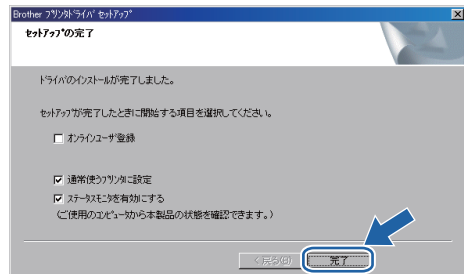 Brother ﾌﾟﾘﾝﾀﾄﾞﾗｲﾊﾞ ｾｯﾄｱｯﾌﾟ
ｾｯﾄｱｯﾌﾟの完了
ﾄﾞﾗｲﾊﾞのｲﾝｽﾄｰﾙが完了しました。
ｾｯﾄｱｯﾌﾟが完了したときに開始する項目を選択してください。
ｵﾝﾗｲﾝﾕｰｻﾞ登録
通常使うﾌﾟﾘﾝﾀに設定
ｽﾃｰﾀｽﾓﾆﾀを有効にする
(ご使用のｺﾝﾋﾟｭｰﾀから本製品の状態を確認できます。)
< 戻る(B)
完了